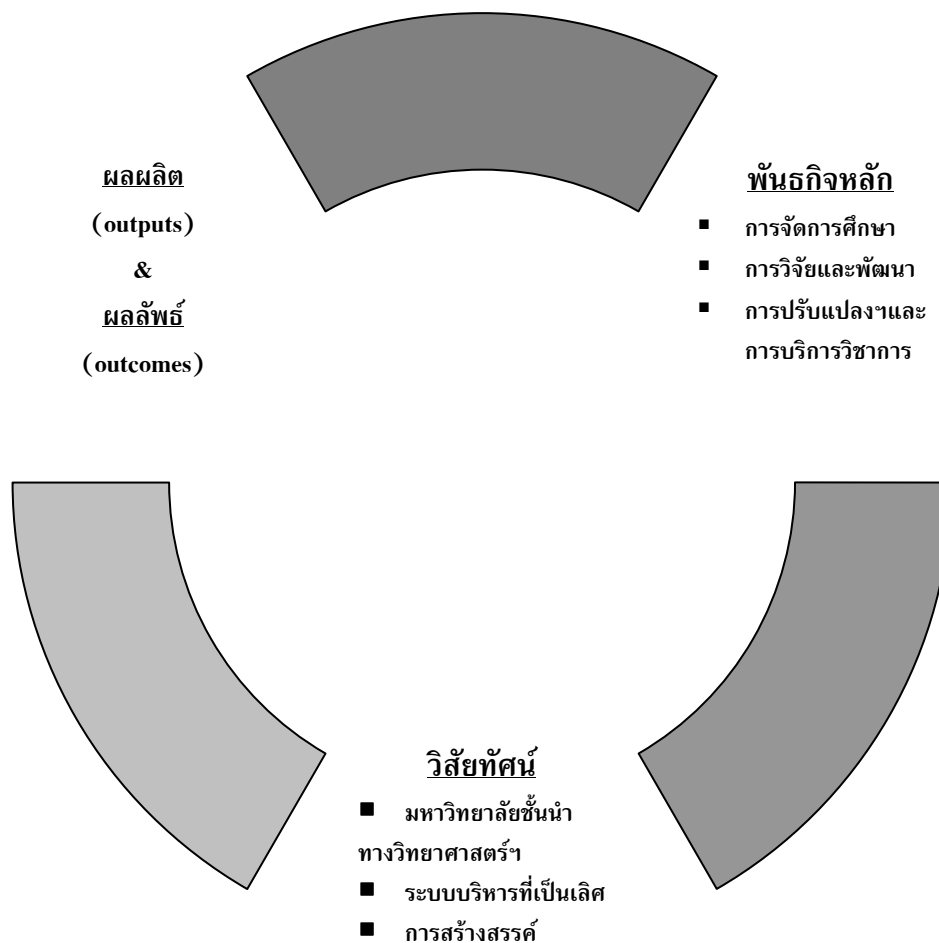 ผลผลิต
(outputs)
&
ผลลัพธ์
(outcomes)
พันธกิจหลัก
▪ การจัดการศึกษา
▪ การวิจัยและพัฒนา
▪ การปรับแปลงฯและ
การบริการวิชาการ
วิสัยทัศน์
▪ มหาวิทยาลัยชั้นนำ
ทางวิทยาศาสตร์ฯ
▪ ระบบบริหารที่เป็นเลิศ
▪ การสร้างสรรค์